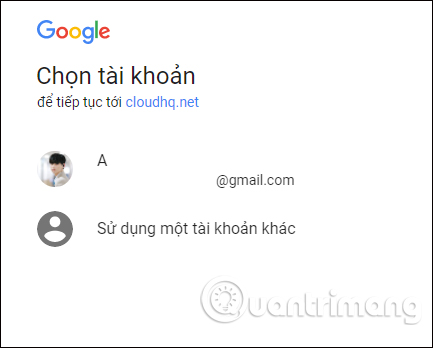 Google
Chọn tài khoản
để tiếp tục tới cloudhq.net
A
@gmail.com
Sử dụng một tài khoản khác
Quantrimang